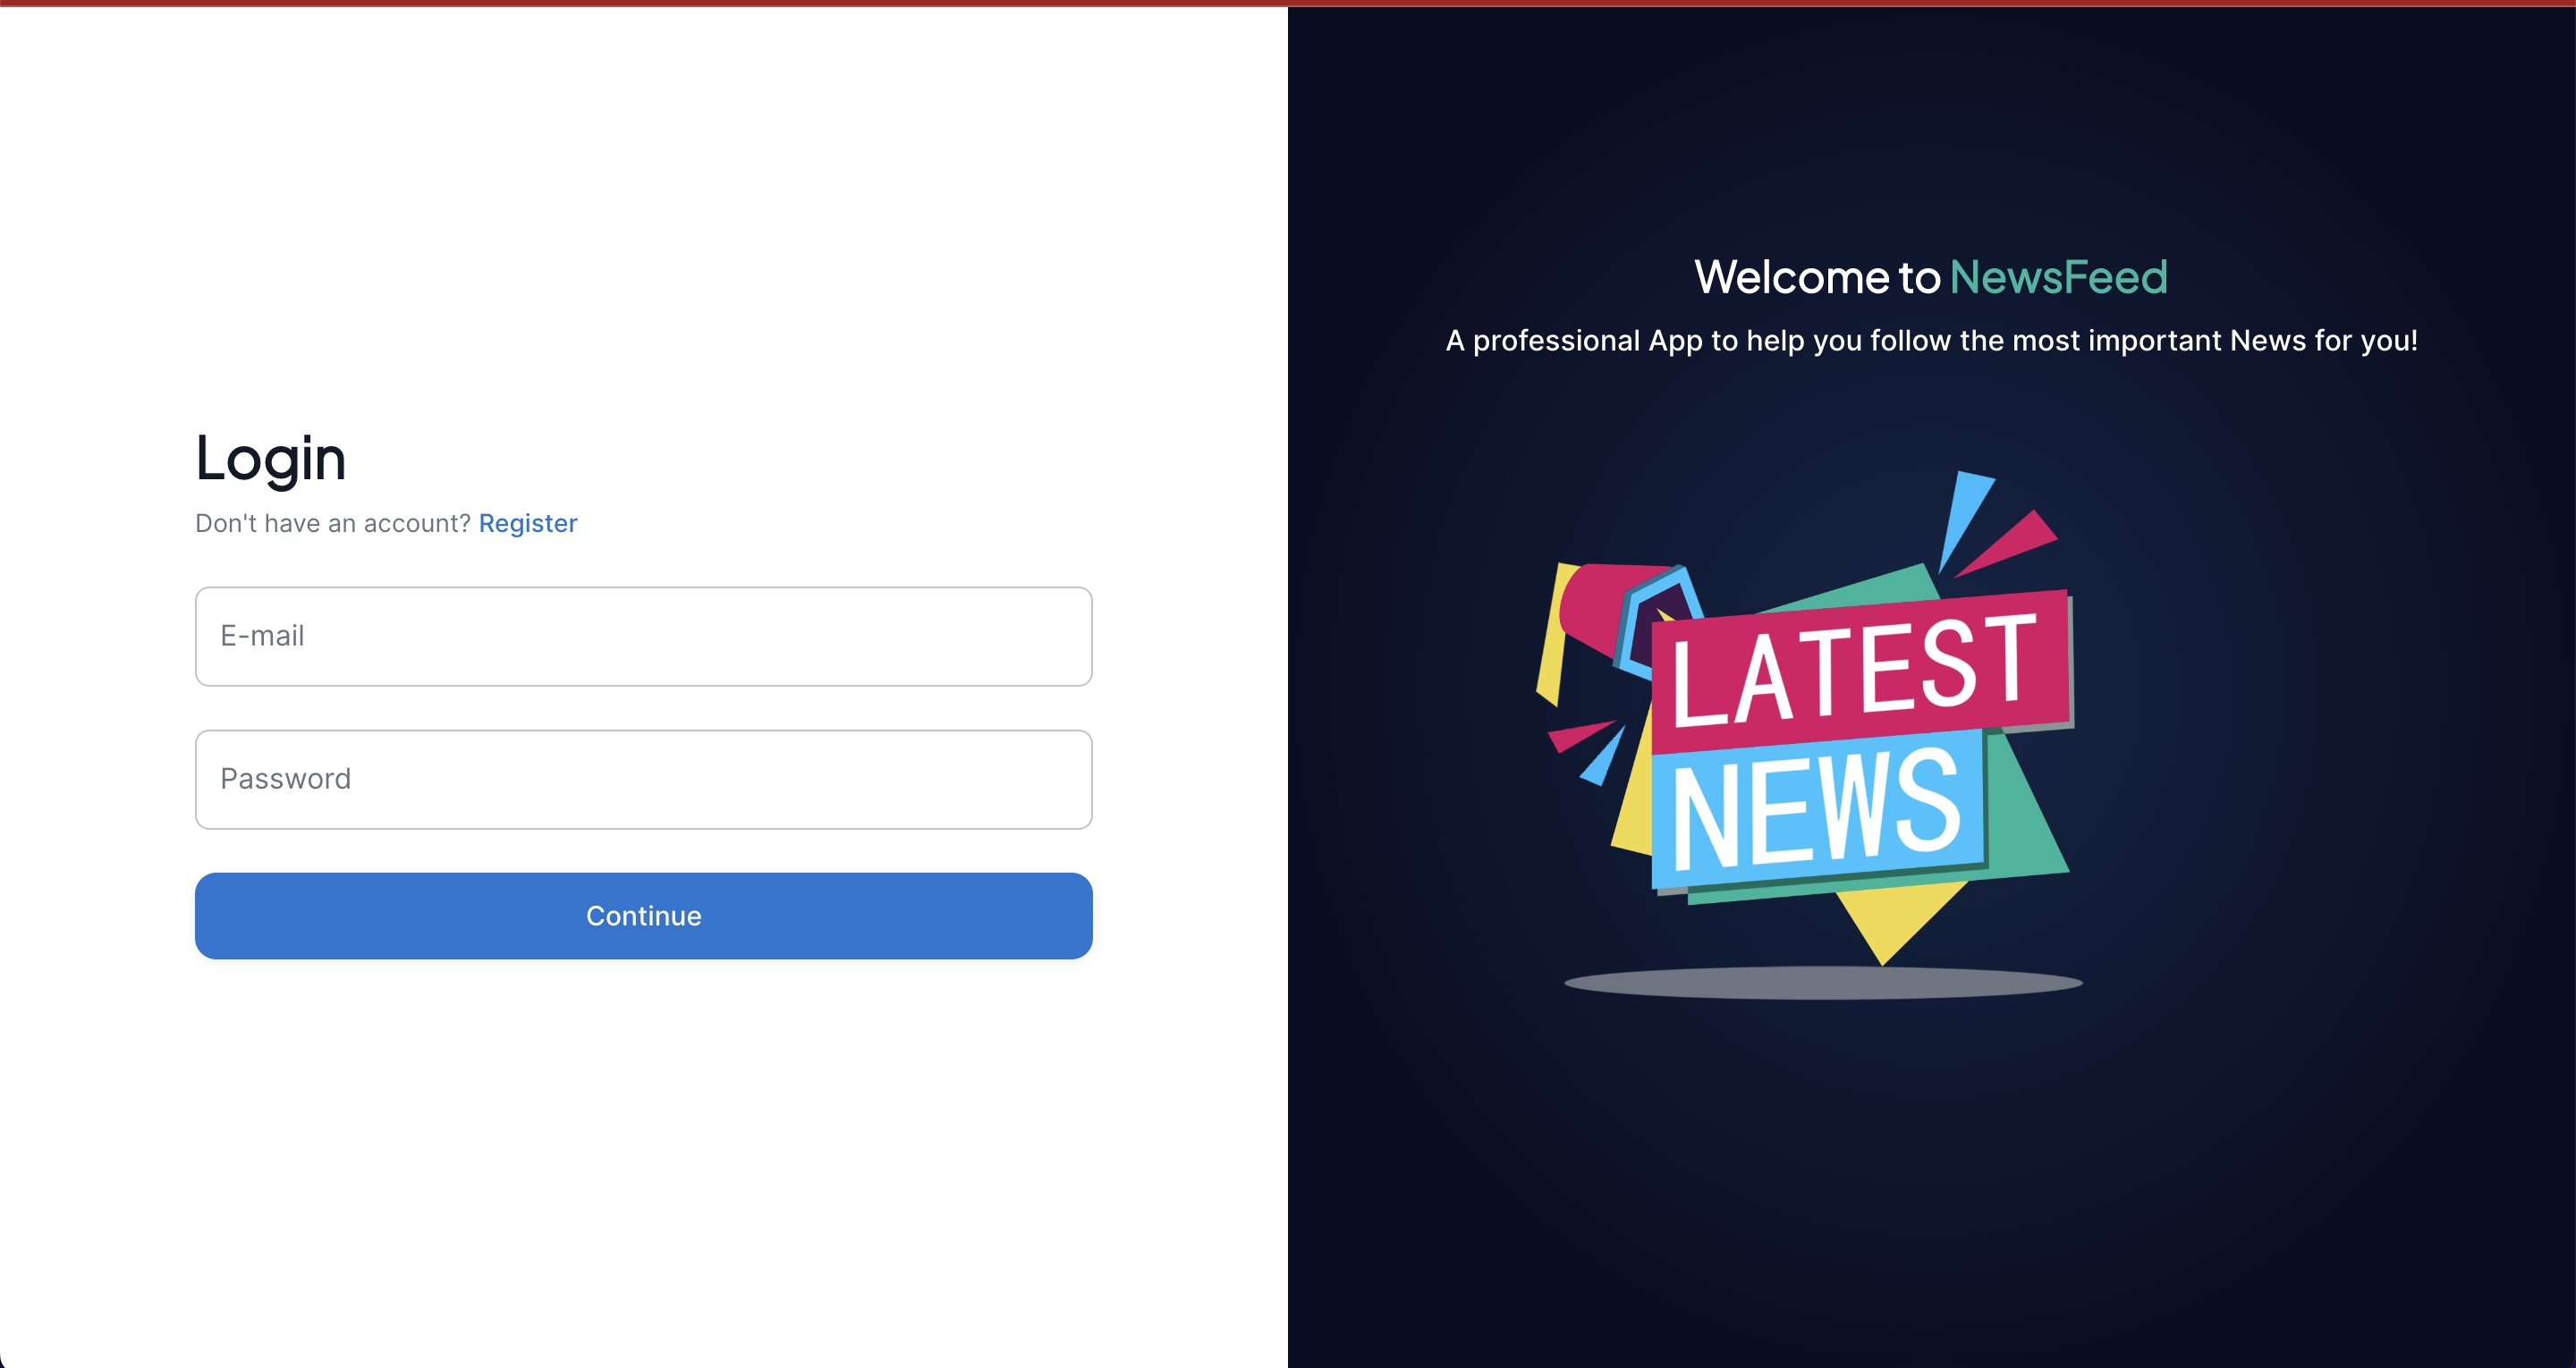 Login
Don't have an account? Register
E-mail
Password
Continue
Welcome to NewsFeed
A professional App to help you follow the most important News for you!
LATEST
NEWS